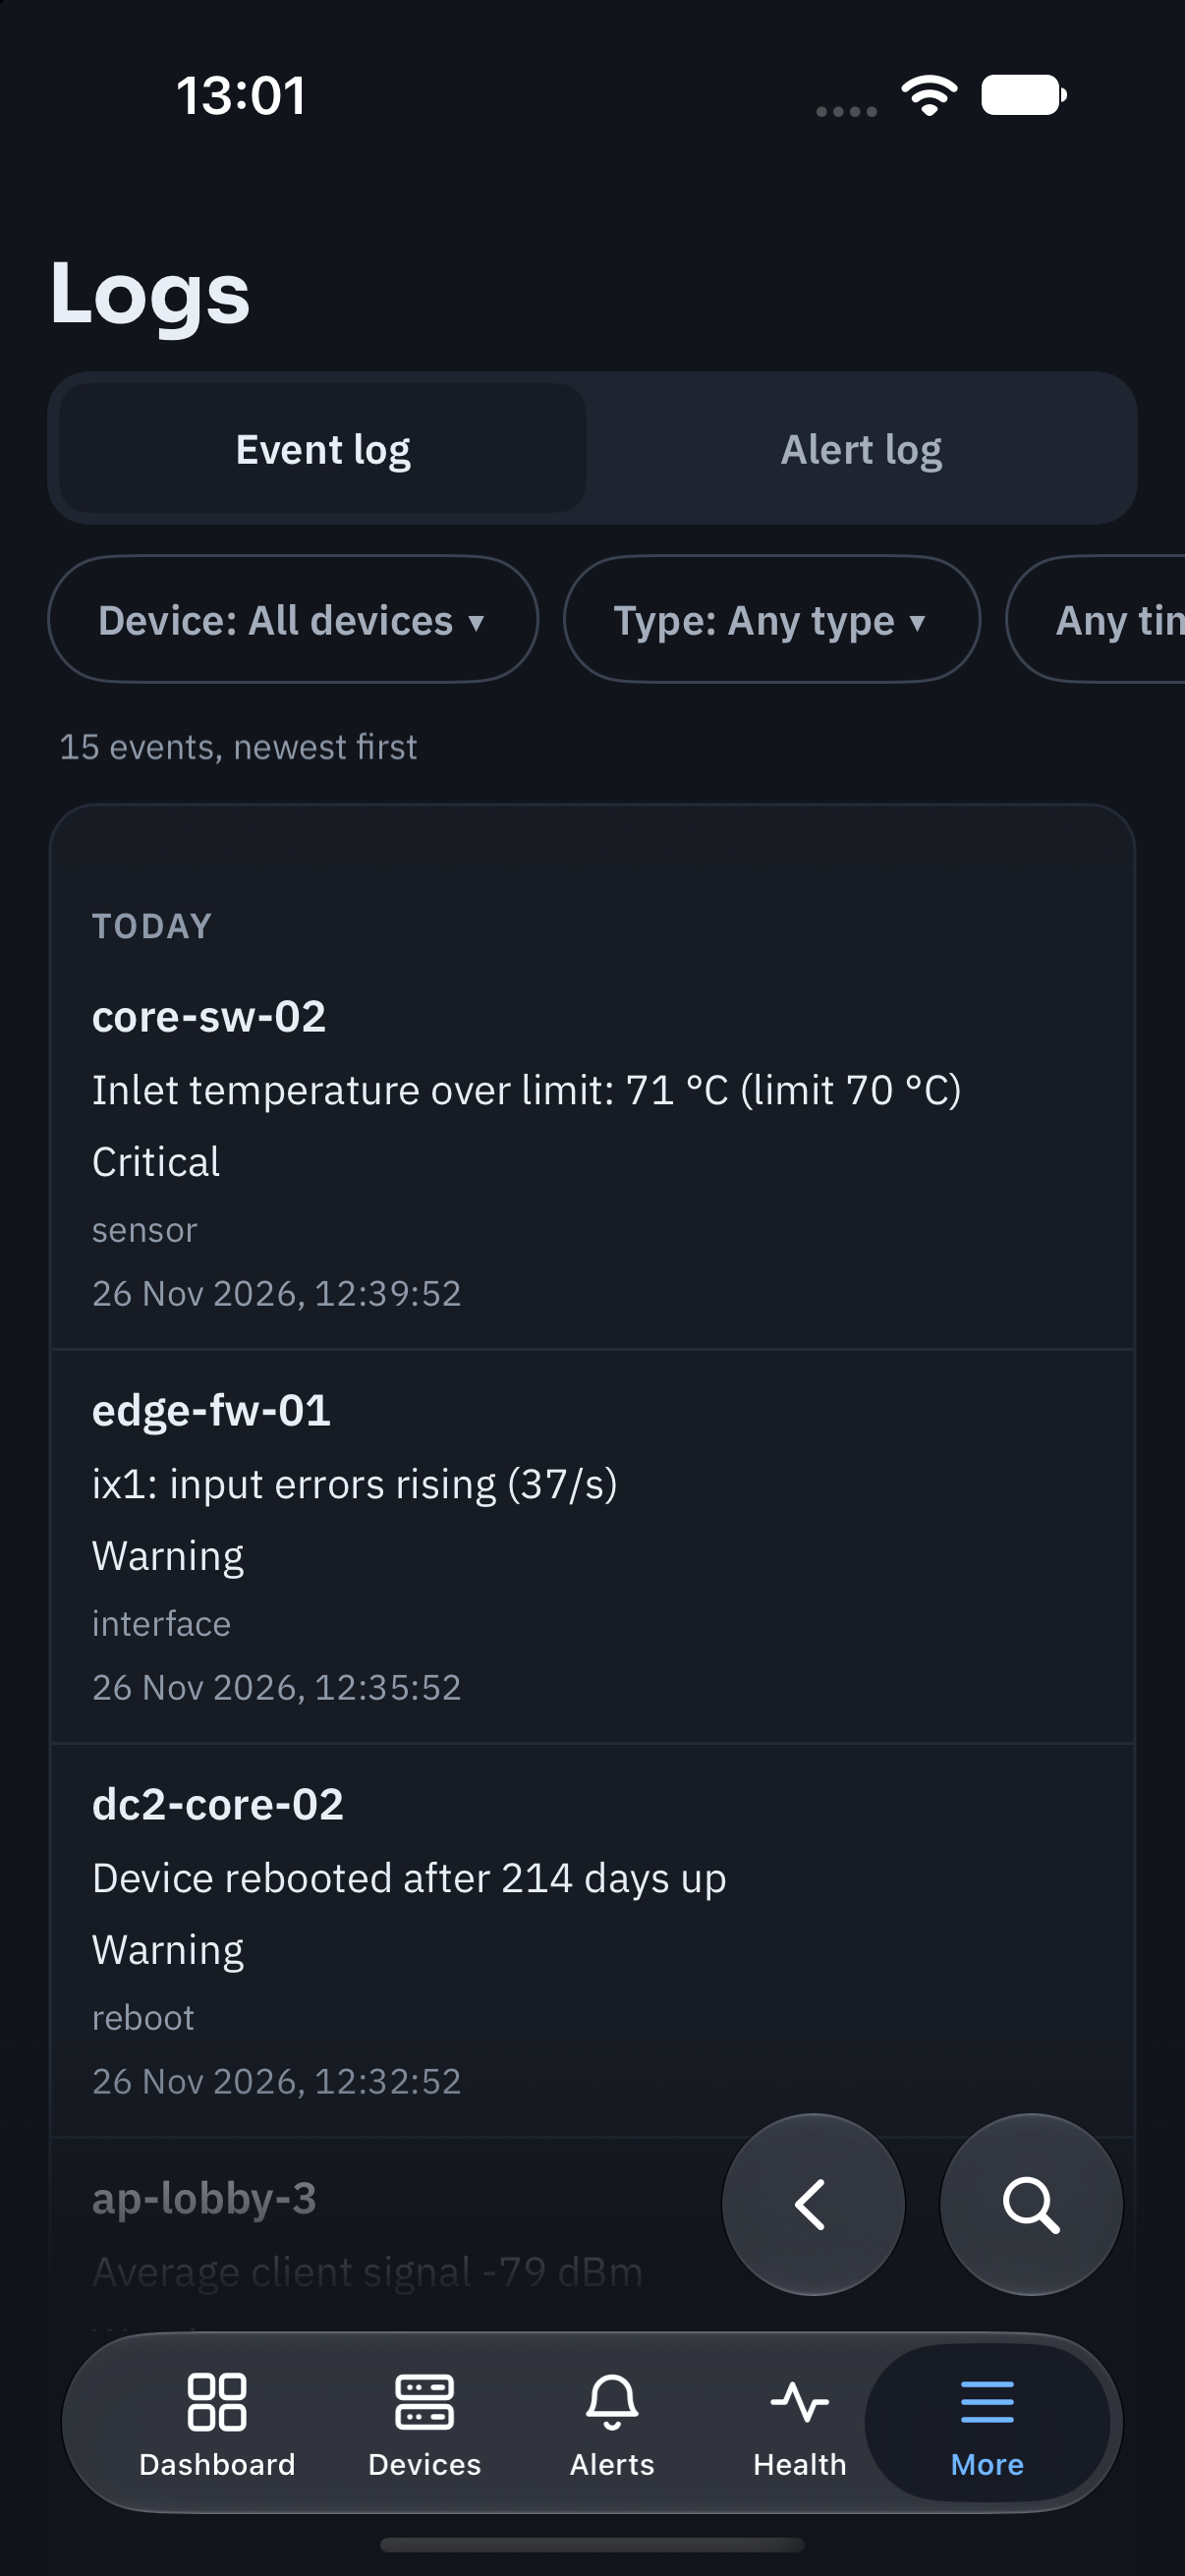 13:01
Logs
Event log
Alert log
Device: All devices ▾
Type: Any type ▾
Any
15 events, newest first
TODAY
core-sw-02
Inlet temperature over limit: 71 °C (limit 70 °C)
Critical
sensor
26 Nov 2026, 12:39:52
edge-fw-01
ix1: input errors rising (37/s)
Warning
interface
26 Nov 2026, 12:35:52
dc2-core-02
Device rebooted after 214 days up
Warning
reboot
26 Nov 2026, 12:32:52
ap-lobby-3
Average client signal -79 dBm
Dashboard
Devices
Alerts
Health
More